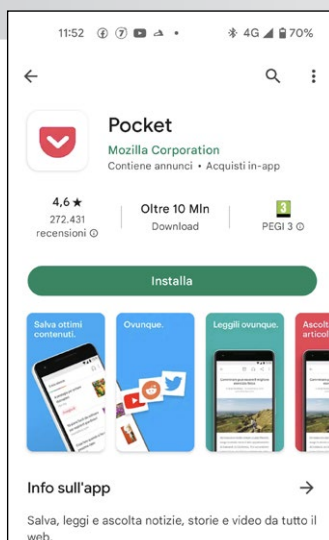 11:52 4G 70%
Pocket
Mozilla Corporation
Contiene annunci • Acquisti in-app
4,6 ★
272.431
recensioni
Oltre 10 Mln
Download
3
PEGI 3
Installa
Salva ottimi
contenuti.
Ovunque.
Leggili ovunque.
Ascolt
articol
Info sull'app
Salva, leggi e ascolta notizie, storie e video da tutto il
web.